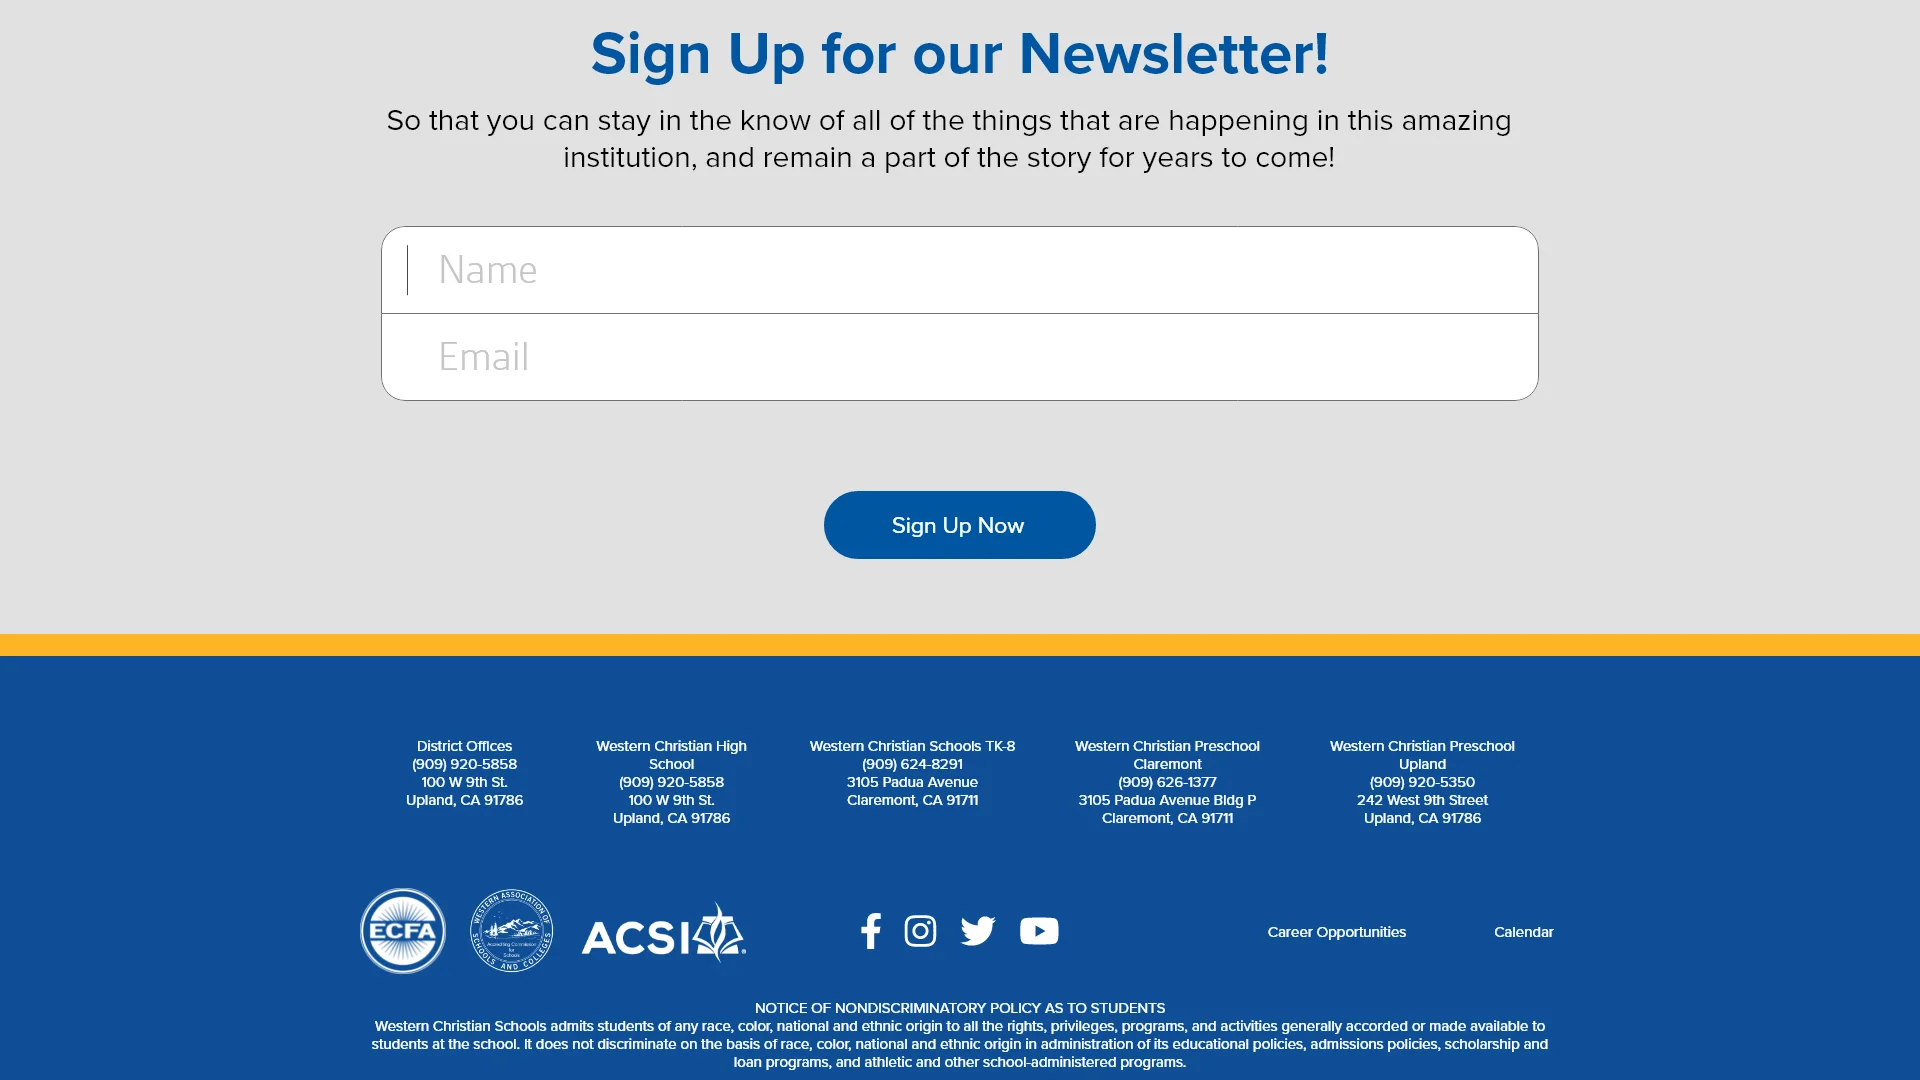 Sign Up for our Newsletter!
So that you can stay in the know of all of the things that are happening in this amazing
institution, and remain a part of the story for years to come!
Name
Email
Sign Up Now
District Offices
(909) 920-5858
100 W 9th St.
Upland, CA 91786
Western Christian High
School
(909) 920-5858
100 W 9th St.
Upland, CA 91786
Western Christian Schools TK-8
(909) 624-8291
3105 Padua Avenue
Claremont, CA 91711
Western Christian Preschool
Claremont
(909) 626-1377
3105 Padua Avenue Bldg P
Claremont, CA 91711
Western Christian Preschool
Upland
(909) 920-5350
242 West 9th Street
Upland, CA 91786
ECFA
WESTERN ASSOCIATION OF
SCHOOLS AND COLLEGES
Accrediting Commission
for
Schools
ACSI
Career Opportunities
Calendar
NOTICE OF NONDISCRIMINATORY POLICY AS TO STUDENTS
Western Christian Schools admits students of any race, color, national and ethnic origin to all the rights, privileges, programs, and activities generally accorded or made available to
students at the school. It does not discriminate on the basis of race, color, national and ethnic origin in administration of its educational policies, admissions policies, scholarship and
loan programs, and athletic and other school-administered programs.